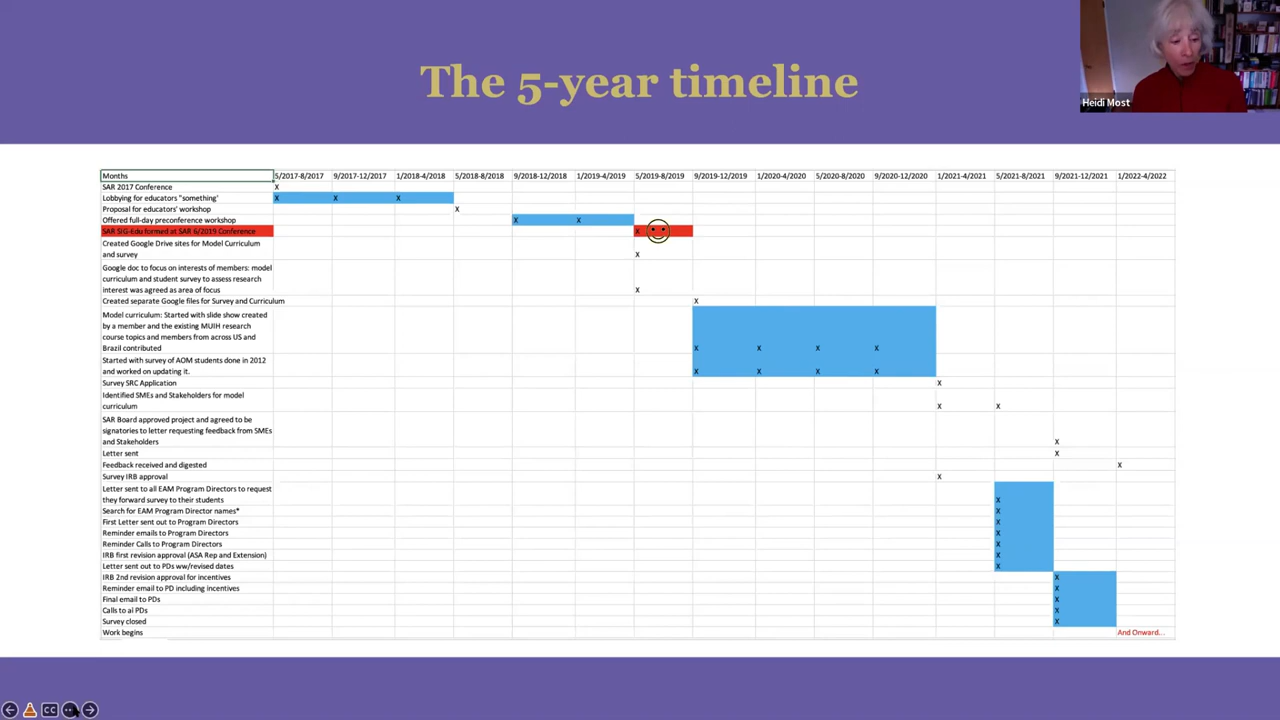 The 5-year timeline
Heidi Most
Months 5/2017-8/2017 9/2017-12/2017 1/2018-4/2018 5/2018-8/2018 9/2018-12/2018 1/2019-4/2019 5/2019-8/2019 9/2019-12/2019 1/2020-4/2020 5/2020-8/2020 9/2020-12/2020 1/2021-4/2021 5/2021-8/2021 9/2021-12/2021 1/2022-4/2022
SAR 2017 Conference X
Lobbying for educators "something' X X X
Proposal for educators' workshop X
Offered full-day preconference workshop X X
SAR SIG-Edu formed at SAR 6/2019 Conference X
Created Google Drive sites for Model Curriculum
and survey X
Google doc to focus on interests of members: model
curriculum and student survey to assess research
interest was agreed as area of focus X
Created separate Google files for Survey and Curriculum X
Model curriculum: Started with slide show created
by a member and the existing MUIH research
course topics and members from across US and
Brazil contributed X X X X
Started with survey of AOM students done in 2012
and worked on updating it. X X X X
Survey SRC Application X
Identified SMEs and Stakeholders for model
curriculum X X
SAR Board approved project and agreed to be
signatories to letter requesting feedback from SMEs
and Stakeholders X
Letter sent X
Feedback received and digested X
Survey IRB approval X
Letter sent to all EAM Program Directors to request
they forward survey to their students X
Search for EAM Program Director names* X
First Letter sent out to Program Directors X
Reminder emails to Program Directors X
Reminder Calls to Program Directors X
IRB first revision approval (ASA Rep and Extension) X
Letter sent out to PDs ww/revised dates X
IRB 2nd revision approval for incentives X
Reminder email to PD including incentives X
Final email to PDs X
Calls to al PDs X
Survey closed X
Work begins And Onward...
CC